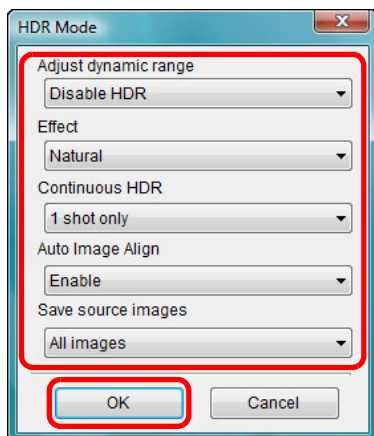 HDR Mode
Adjust dynamic range
Disable HDR
Effect
Natural
Continuous HDR
1 shot only
Auto Image Align
Enable
Save source images
All images
OK Cancel